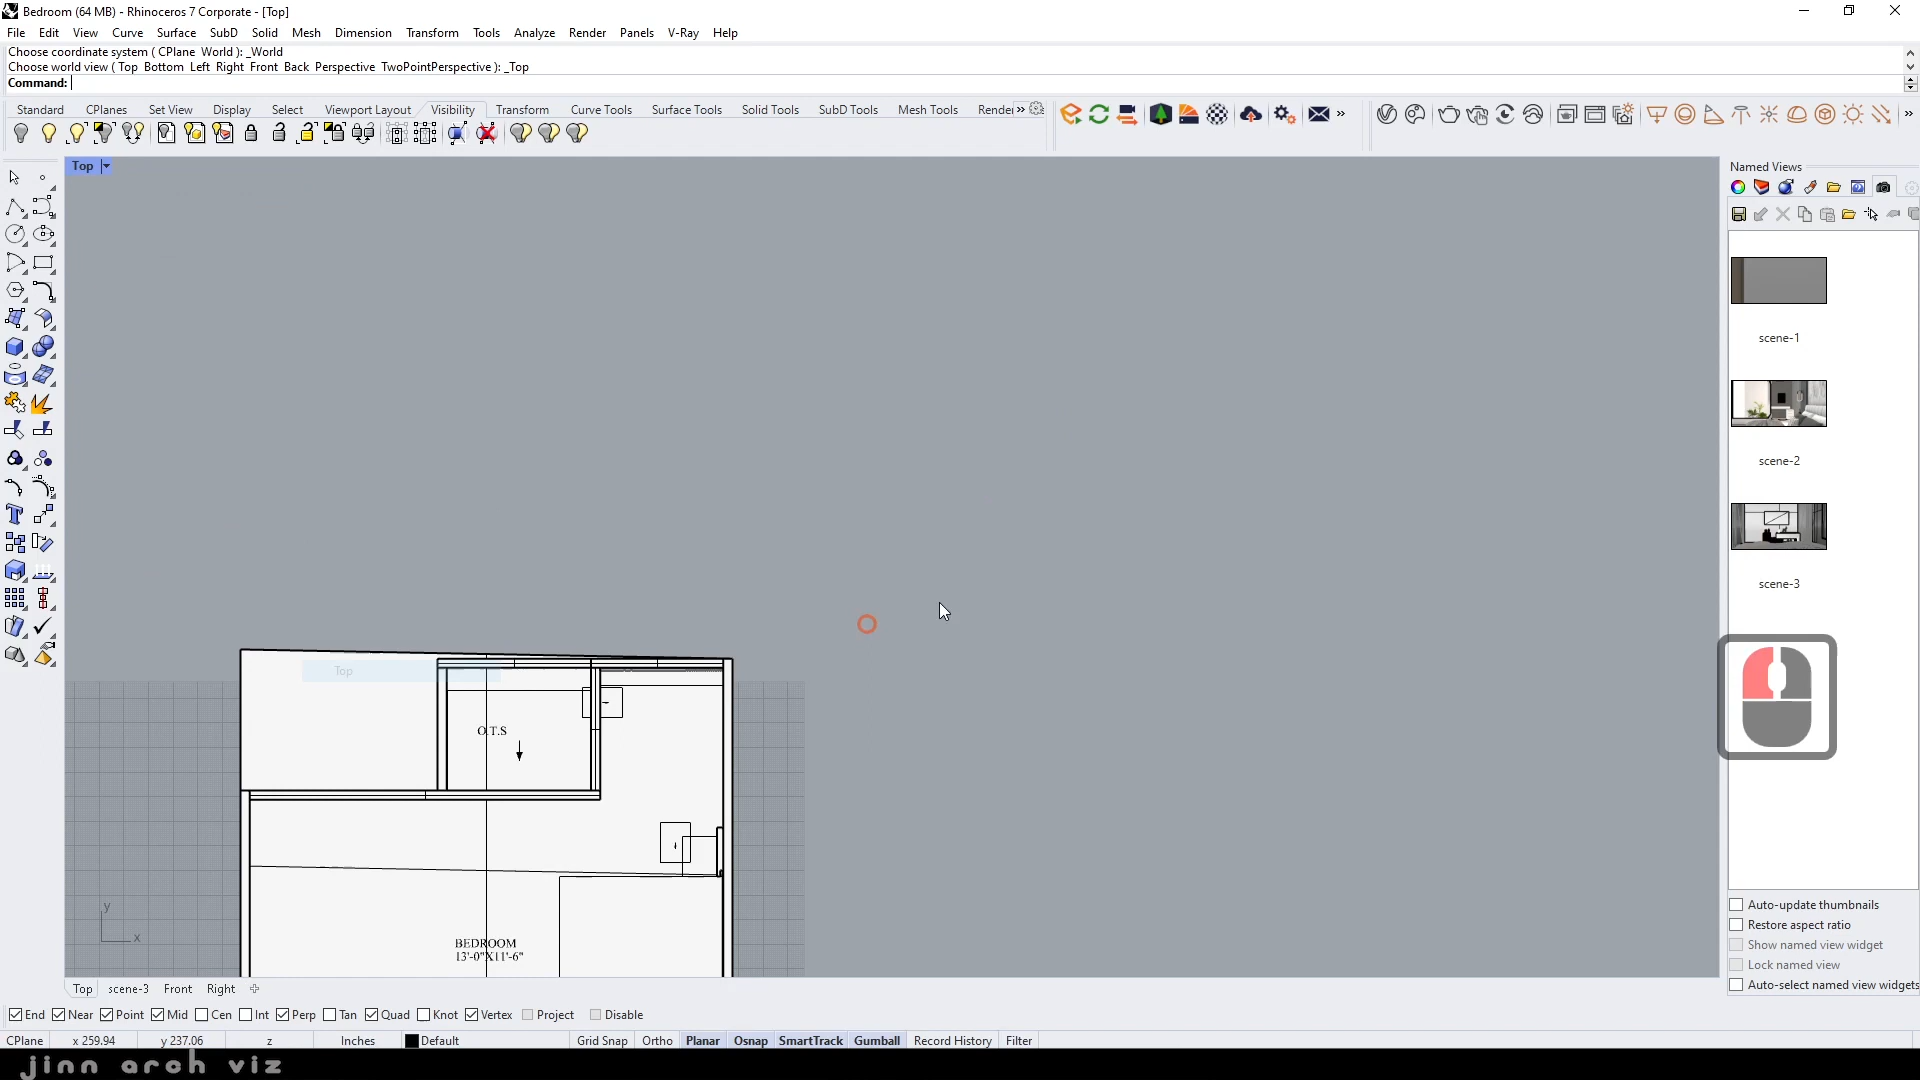 Bedroom (64 MB) - Rhinoceros 7 Corporate - [Top]
File Edit View Curve Surface SubD Solid Mesh Dimension Transform Tools Analyze Render Panels V-Ray Help
Choose coordinate system ( CPlane World ): _World
Choose world view ( Top Bottom Left Right Front Back Perspective TwoPointPerspective ): _Top
Command:
Standard CPlanes Set View Display Select Viewport Layout Visibility Transform Curve Tools Surface Tools Solid Tools SubD Tools Mesh Tools Render »
Top
Named Views
scene-1
scene-2
scene-3
Top
O.T.S
BEDROOM
13'-0"X11'-6"
y
x
Auto-update thumbnails
Restore aspect ratio
Show named view widget
Lock named view
Auto-select named view widgets
Top scene-3 Front Right
End Near Point Mid Cen Int Perp Tan Quad Knot Vertex Project Disable
CPlane x 259.94 y 237.06 z Inches Default Grid Snap Ortho Planar Osnap SmartTrack Gumball Record History Filter
jinn arch viz